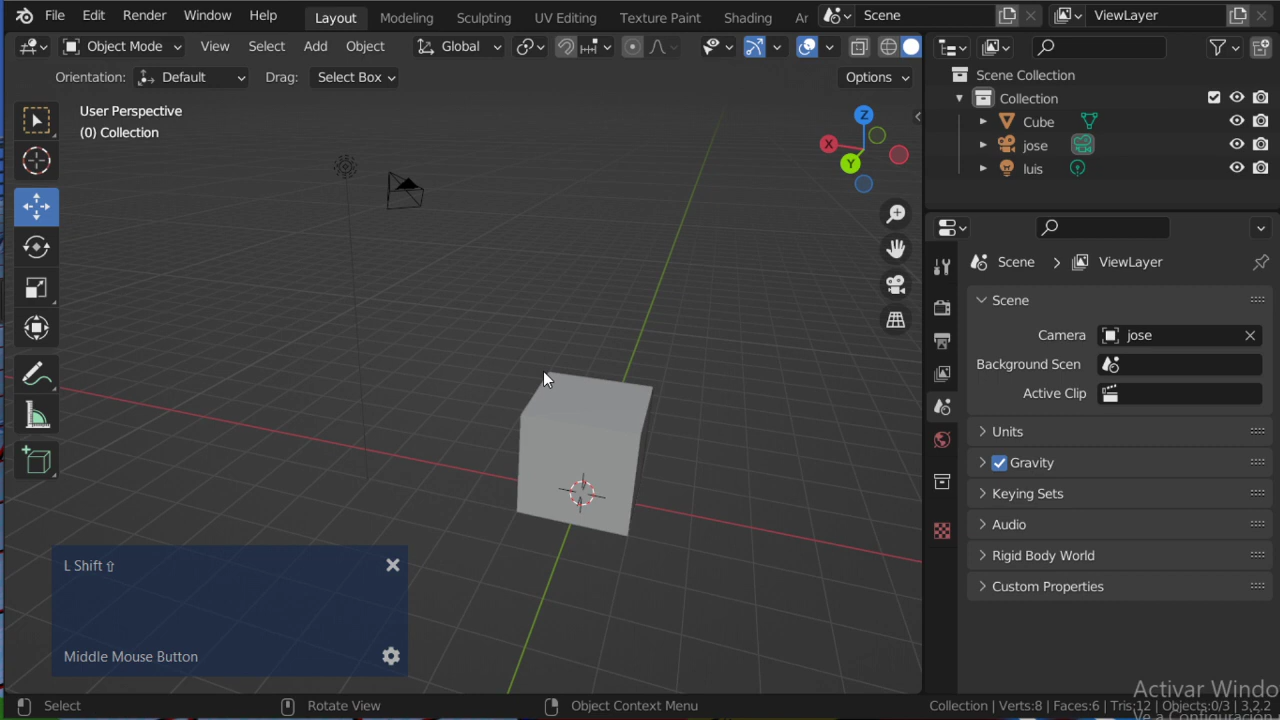 File Edit Render Window Help Layout Modeling Sculpting UV Editing Texture Paint Shading Scene ViewLayer
Object Mode View Select Add Object Global
Orientation: Default Drag: Select Box Options
User Perspective
(0) Collection
Z
X
Y
Scene Collection
Collection
Cube
jose
luis
Scene > ViewLayer
Scene
Camera jose
Background Scen
Active Clip
Units
Gravity
Keying Sets
Audio
Rigid Body World
Custom Properties
L Shift ⇧
Middle Mouse Button
Activar Windo
Select Rotate View Object Context Menu Collection | Verts:8 | Faces:6 | Tris:12 | Objects:0/3 | 3.2.2